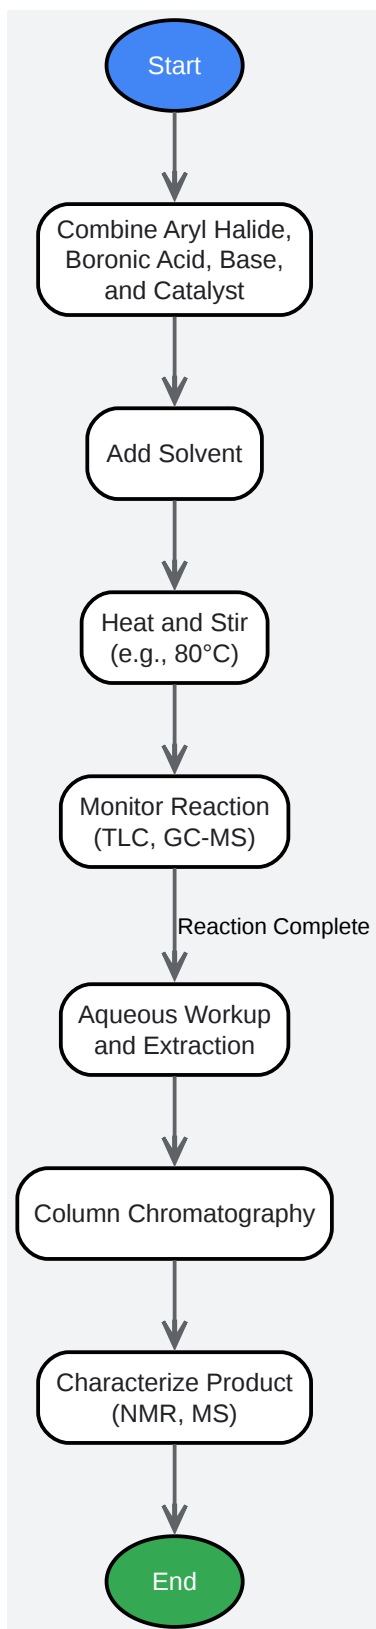 Start
Combine Aryl Halide,
Boronic Acid, Base,
and Catalyst
Add Solvent
Heat and Stir
(e.g., 80°C)
Monitor Reaction
(TLC, GC-MS)
Reaction Complete
Aqueous Workup
and Extraction
Column Chromatography
Characterize Product
(NMR, MS)
End